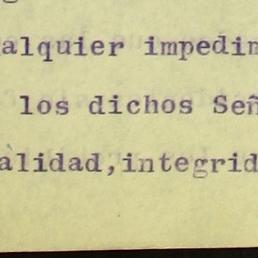 alquier impedim
los dichos Señ
alidad,integrid